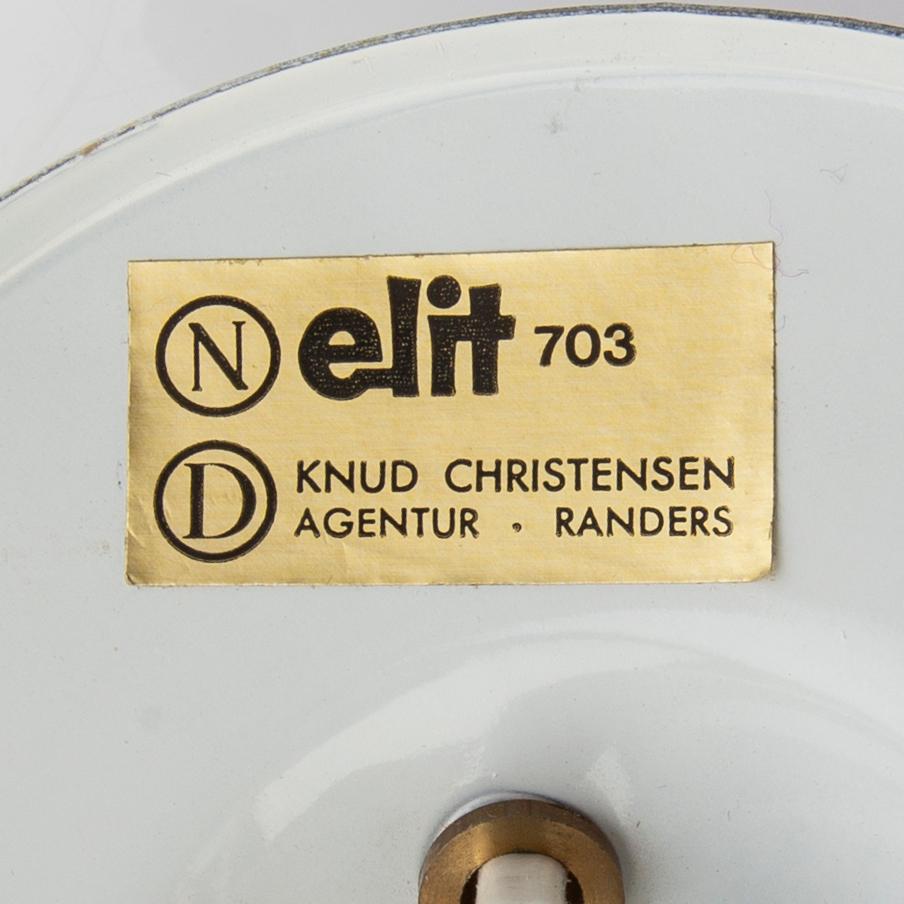 N elit 703
D KNUD CHRISTENSEN
AGENTUR · RANDERS